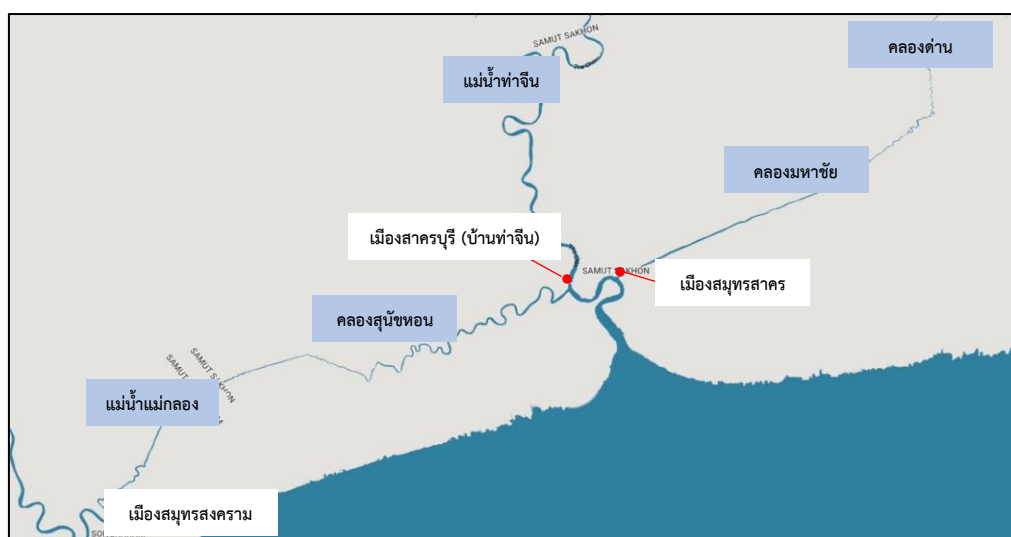 SAMUT SAKHON
คลองด่าน
แม่น้ำท่าจีน
คลองมหาชัย
เมืองสาครบุรี (บ้านท่าจีน)
SAMUT SAKHON
เมืองสมุทรสาคร
คลองสุนัขหอน
SAMUT SAKHON
SAMUT
แม่น้ำแม่กลอง
เมืองสมุทรสงคราม